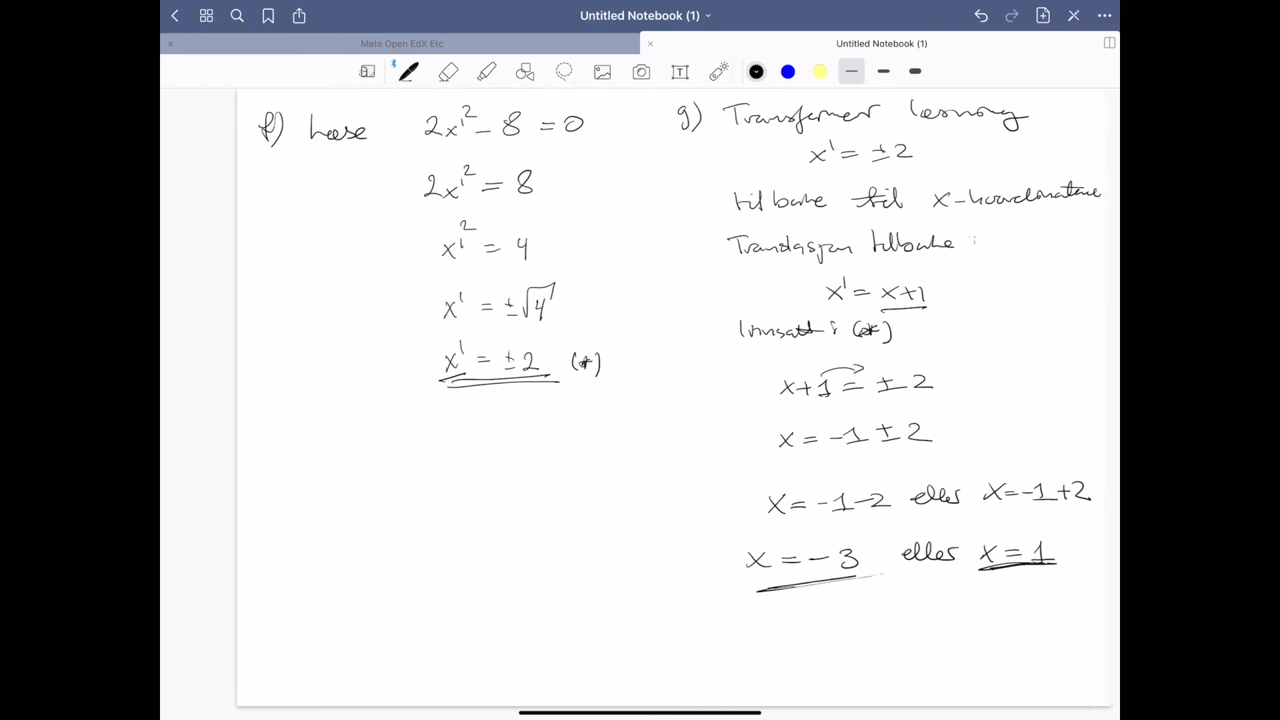 Untitled Notebook (1)
Møte Open EdX Etc
Untitled Notebook (1)
f) Løse 2x'² - 8 = 0
2x'² = 8
x'² = 4
x' = ±√4
x' = ±2 (*)
g) Transformer løsning
x' = ±2
tilbake til x-koordinatene
Translasjon tilbake :
x' = x+1
Innsatt i (*)
x+1 = ±2
x = -1 ± 2
x = -1-2 eller x = -1+2
x = -3 eller x = 1